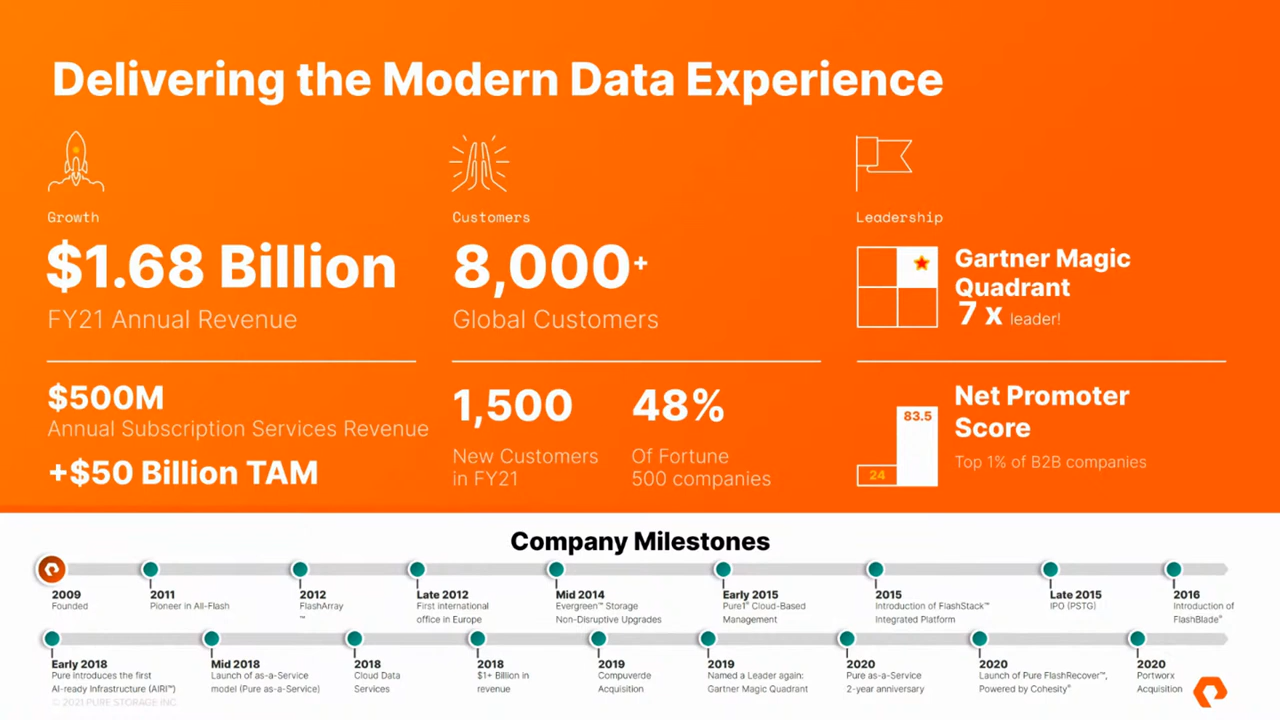 Delivering the Modern Data Experience
Growth
$1.68 Billion
FY21 Annual Revenue
$500M
Annual Subscription Services Revenue
+$50 Billion TAM
Customers
8,000+
Global Customers
1,500
New Customers
in FY21
48%
Of Fortune
500 companies
Leadership
Gartner Magic
Quadrant
7 x leader!
83.5
24
Net Promoter
Score
Top 1% of B2B companies
Company Milestones
2009
Founded
2011
Pioneer in All-Flash
2012
FlashArray
™
Late 2012
First international
office in Europe
Mid 2014
Evergreen™ Storage
Non-Disruptive Upgrades
Early 2015
Pure1® Cloud-Based
Management
2015
Introduction of FlashStack™
Integrated Platform
Late 2015
IPO (PSTG)
2016
Introduction of
FlashBlade®
Early 2018
Pure introduces the first
AI-ready Infrastructure (AIRI™)
Mid 2018
Launch of as-a-Service
model (Pure as-a-Service)
2018
Cloud Data
Services
2018
$1+ Billion in
revenue
2019
Compuverde
Acquisition
2019
Named a Leader again:
Gartner Magic Quadrant
2020
Pure as-a-Service
2-year anniversary
2020
Launch of Pure FlashRecover™,
Powered by Cohesity®
2020
Portworx
Acquisition
© 2021 PURE STORAGE INC.